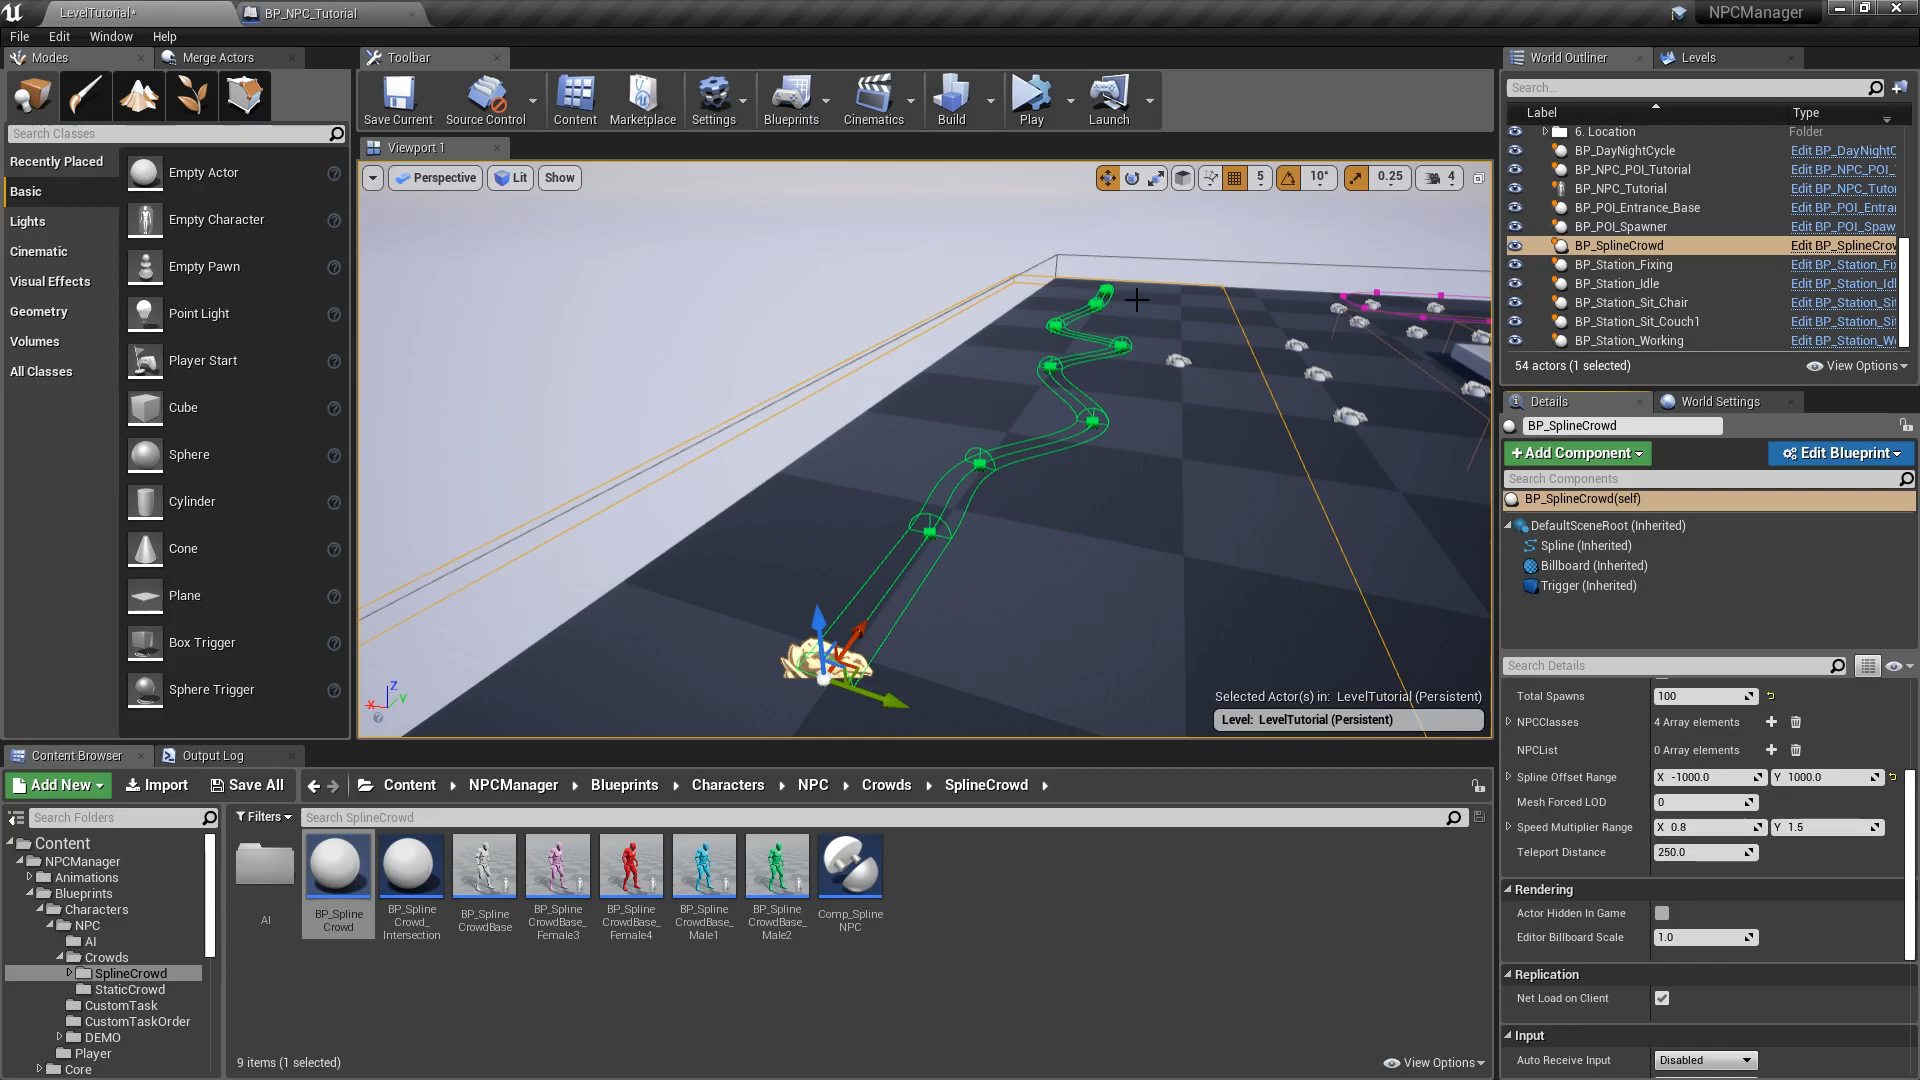 LevelTutorial*
BP_NPC_Tutorial
NPCManager
File Edit Window Help
Modes
Merge Actors
Toolbar
World Outliner
Levels
Save Current
Source Control
Content
Marketplace
Settings
Blueprints
Cinematics
Build
Play
Launch
Search...
Label
Type
Search Classes
Viewport 1
Recently Placed
Basic
Lights
Cinematic
Visual Effects
Geometry
Volumes
All Classes
Empty Actor
Empty Character
Empty Pawn
Point Light
Player Start
Cube
Sphere
Cylinder
Cone
Plane
Box Trigger
Sphere Trigger
Perspective
Lit
Show
5
10°
0.25
4
6. Location Folder
BP_DayNightCycle Edit BP_DayNightC
BP_NPC_POI_Tutorial Edit BP_NPC_POI_
BP_NPC_Tutorial Edit BP_NPC_Tutor
BP_POI_Entrance_Base Edit BP_POI_Entrar
BP_POI_Spawner Edit BP_POI_Spaw
BP_SplineCrowd Edit BP_SplineCrow
BP_Station_Fixing Edit BP_Station_Fi
BP_Station_Idle Edit BP_Station_Idl
BP_Station_Sit_Chair Edit BP_Station_Sit
BP_Station_Sit_Couch1 Edit BP_Station_Sit
BP_Station_Working Edit BP_Station_W
54 actors (1 selected)
View Options
X
Z
Y
Selected Actor(s) in: LevelTutorial (Persistent)
Level: LevelTutorial (Persistent)
Details
World Settings
BP_SplineCrowd
+Add Component
Edit Blueprint
Search Components
BP_SplineCrowd(self)
DefaultSceneRoot (Inherited)
Spline (Inherited)
Billboard (Inherited)
Trigger (Inherited)
Search Details
Total Spawns 100
NPCClasses 4 Array elements
NPCList 0 Array elements
Spline Offset Range X -1000.0 Y 1000.0
Mesh Forced LOD 0
Speed Multiplier Range X 0.8 Y 1.5
Teleport Distance 250.0
Rendering
Actor Hidden In Game
Editor Billboard Scale 1.0
Replication
Net Load on Client
Input
Auto Receive Input Disabled
Content Browser
Output Log
Add New
Import
Save All
Content NPCManager Blueprints Characters NPC Crowds SplineCrowd
Search Folders
Filters
Search SplineCrowd
Content
NPCManager
Animations
Blueprints
Characters
NPC
AI
Crowds
SplineCrowd
StaticCrowd
CustomTask
CustomTaskOrder
DEMO
Player
Core
AI
BP_Spline
Crowd
BP_Spline
Crowd_
Intersection
BP_Spline
CrowdBase
BP_Spline
CrowdBase_
Female3
BP_Spline
CrowdBase_
Female4
BP_Spline
CrowdBase_
Male1
BP_Spline
CrowdBase_
Male2
Comp_Spline
NPC
9 items (1 selected)
View Options